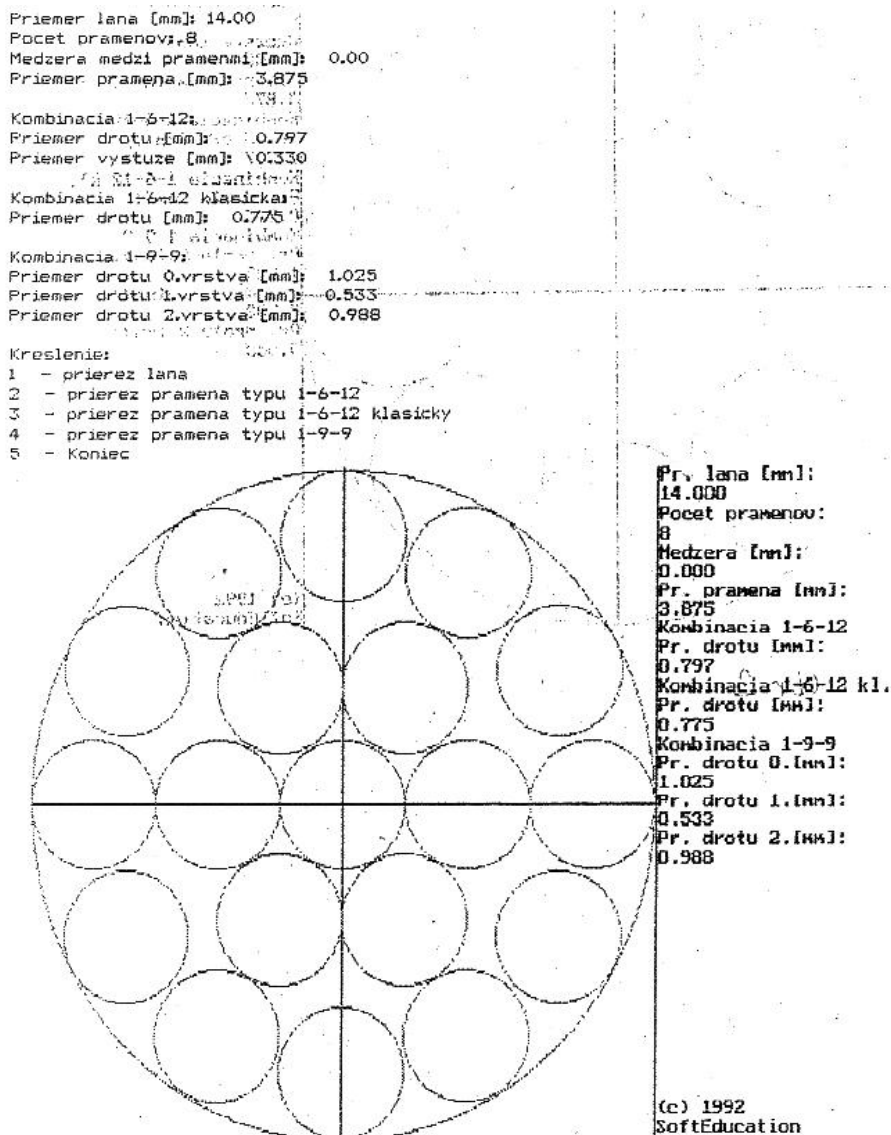 Priemer lana [mm]: 14.00
Pocet pramenov: 8
Medzera medzi pramenmi [mm]: 0.00
Priemer pramena [mm]: 3.875
Kombinacia 1-6-12:
Priemer drotu [mm]: 0.797
Priemer vystuze [mm]: 0.330
Kombinacia 1-6-12 klasicka:
Priemer drotu [mm]: 0.775
Kombinacia 1-9-9:
Priemer drotu 0.vrstva [mm]: 1.025
Priemer drotu 1.vrstva [mm]: 0.533
Priemer drotu 2.vrstva [mm]: 0.988
Kreslenie:
1 - prierez lana
2 - prierez pramena typu 1-6-12
3 - prierez pramena typu 1-6-12 klasicky
4 - prierez pramena typu 1-9-9
5 - Koniec
Pr. lana [mm]:
14.000
Pocet pramenov:
8
Medzera [mm]:
0.000
Pr. pramena [mm]:
3.875
Kombinacia 1-6-12
Pr. drotu [mm]:
0.797
Kombinacia 1-6-12 kl.
Pr. drotu [mm]:
0.775
Kombinacia 1-9-9
Pr. drotu 0.[mm]:
1.025
Pr. drotu 1.[mm]:
0.533
Pr. drotu 2.[mm]:
0.988
(c) 1992
SoftEducation